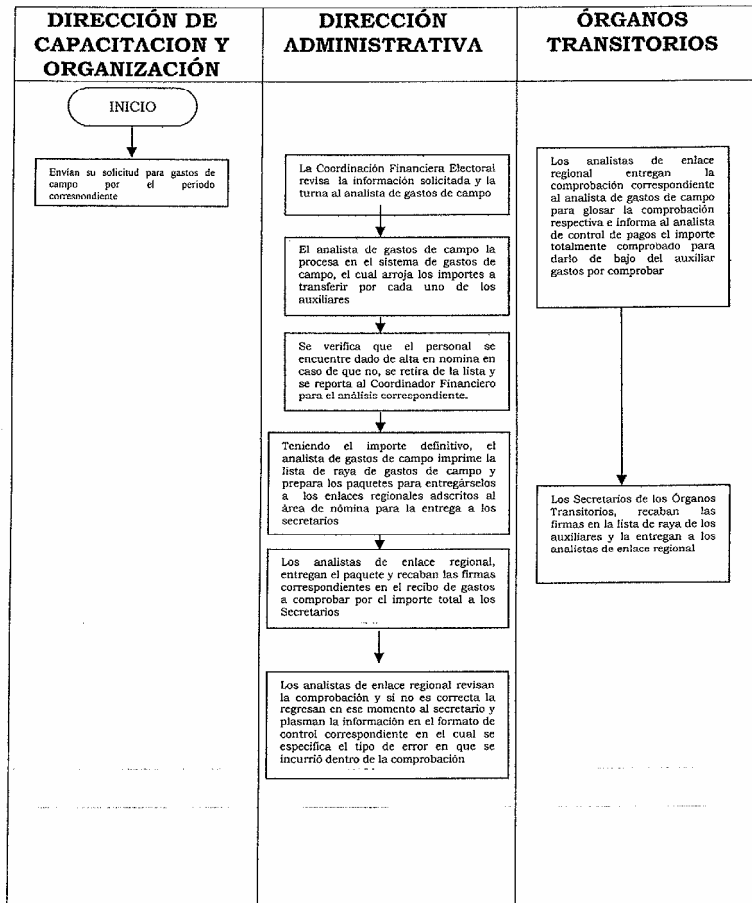 DIRECCIÓN DE
CAPACITACION Y
ORGANIZACIÓN
DIRECCIÓN
ADMINISTRATIVA
ÓRGANOS
TRANSITORIOS
INICIO
Envían su solicitud para gastos de
campo por el periodo
correspondiente
La Coordinación Financiera Electoral
revisa la información solicitada y la
turna al analista de gastos de campo
El analista de gastos de campo la
procesa en el sistema de gastos de
campo, el cual arroja los importes a
transferir por cada uno de los
auxiliares
Se verifica que el personal se
encuentre dado de alta en nomina en
caso de que no, se retira de la lista y
se reporta al Coordinador Financiero
para el análisis correspondiente.
Teniendo el importe definitivo, el
analista de gastos de campo imprime la
lista de raya de gastos de campo y
prepara los paquetes para entregárselos
a los enlaces regionales adscritos al
área de nómina para la entrega a los
secretarios
Los analistas de enlace regional,
entregan el paquete y recaban las firmas
correspondientes en el recibo de gastos
a comprobar por el importe total a los
Secretarios
Los analistas de enlace regional revisan
la comprobación y si no es correcta la
regresan en ese momento al secretario y
plasman la información en el formato de
control correspondiente en el cual se
especifica el tipo de error en que se
incurrió dentro de la comprobación
Los analistas de enlace
regional entregan la
comprobación correspondiente
al analista de gastos de campo
para glosar la comprobación
respectiva e informa al analista
de control de pagos el importe
totalmente comprobado para
darlo de bajo del auxiliar
gastos por comprobar
Los Secretarios de los Órganos
Transitorios, recaban las
firmas en la lista de raya de los
auxiliares y la entregan a los
analistas de enlace regional